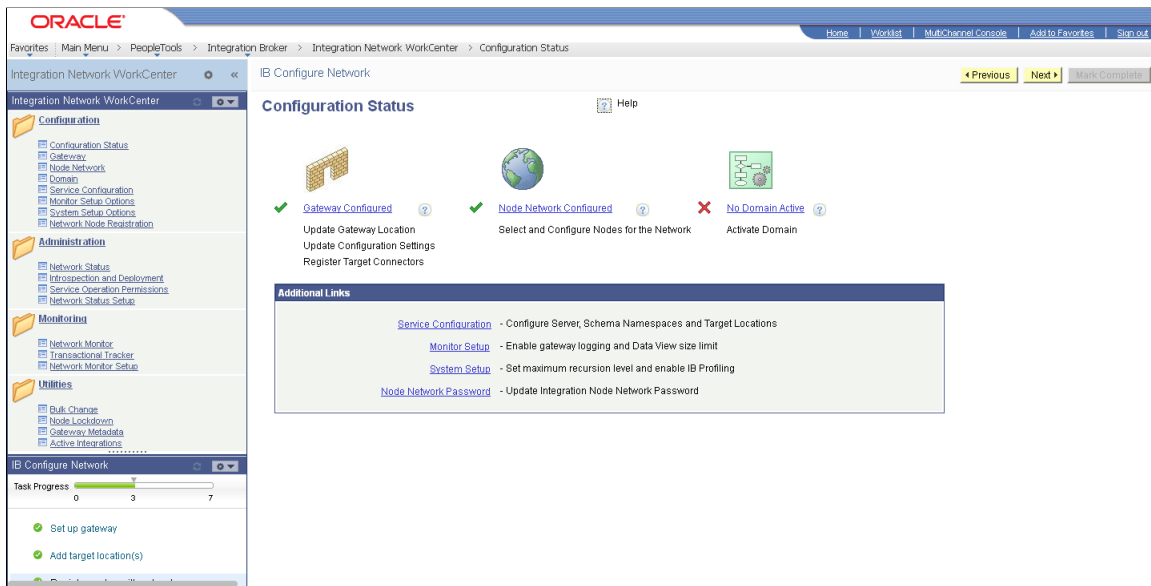 ORACLE'
Home | Worklist | MultiChannel Console | Add to Favorites | Sign out
Favorites | Main Menu > PeopleTools > Integration Broker > Integration Network WorkCenter > Configuration Status
Integration Network WorkCenter
Integration Network WorkCenter
Configuration
Configuration Status
Gateway
Node Network
Domain
Service Configuration
Monitor Setup Options
System Setup Options
Network Node Registration
Administration
Network Status
Introspection and Deployment
Service Operation Permissions
Network Status Setup
Monitoring
Network Monitor
Transactional Tracker
Network Monitor Setup
Utilities
Bulk Change
Node Lockdown
Gateway Metadata
Active Integrations
IB Configure Network
Task Progress
0 3 7
Set up gateway
Add target location(s)
IB Configure Network
Previous Next Mark Complete
Configuration Status
Help
Gateway Configured
Update Gateway Location
Update Configuration Settings
Register Target Connectors
Node Network Configured
Select and Configure Nodes for the Network
No Domain Active
Activate Domain
Additional Links
Service Configuration - Configure Server, Schema Namespaces and Target Locations
Monitor Setup - Enable gateway logging and Data View size limit
System Setup - Set maximum recursion level and enable IB Profiling
Node Network Password - Update Integration Node Network Password